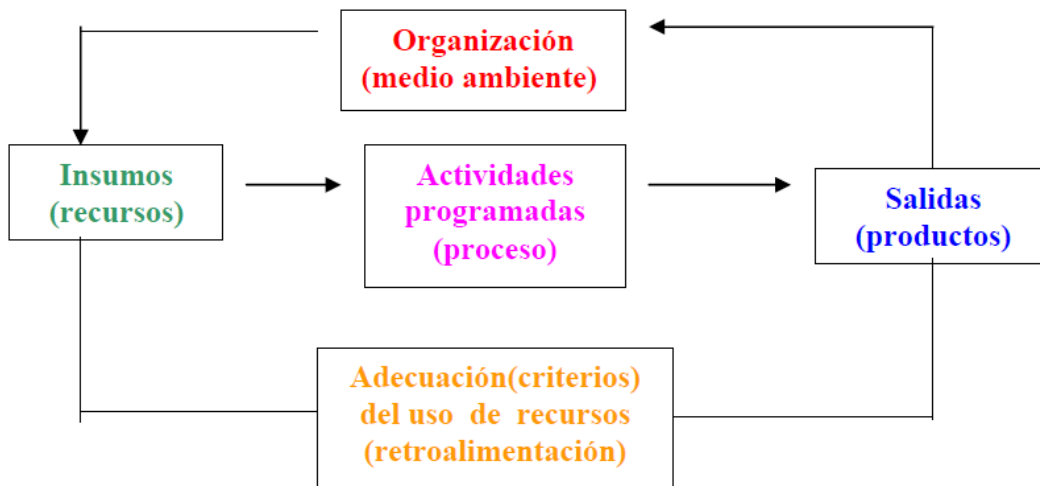 Organización
(medio ambiente)
Insumos
(recursos)
Actividades
programadas
(proceso)
Salidas
(productos)
Adecuación(criterios)
del uso de recursos
(retroalimentación)